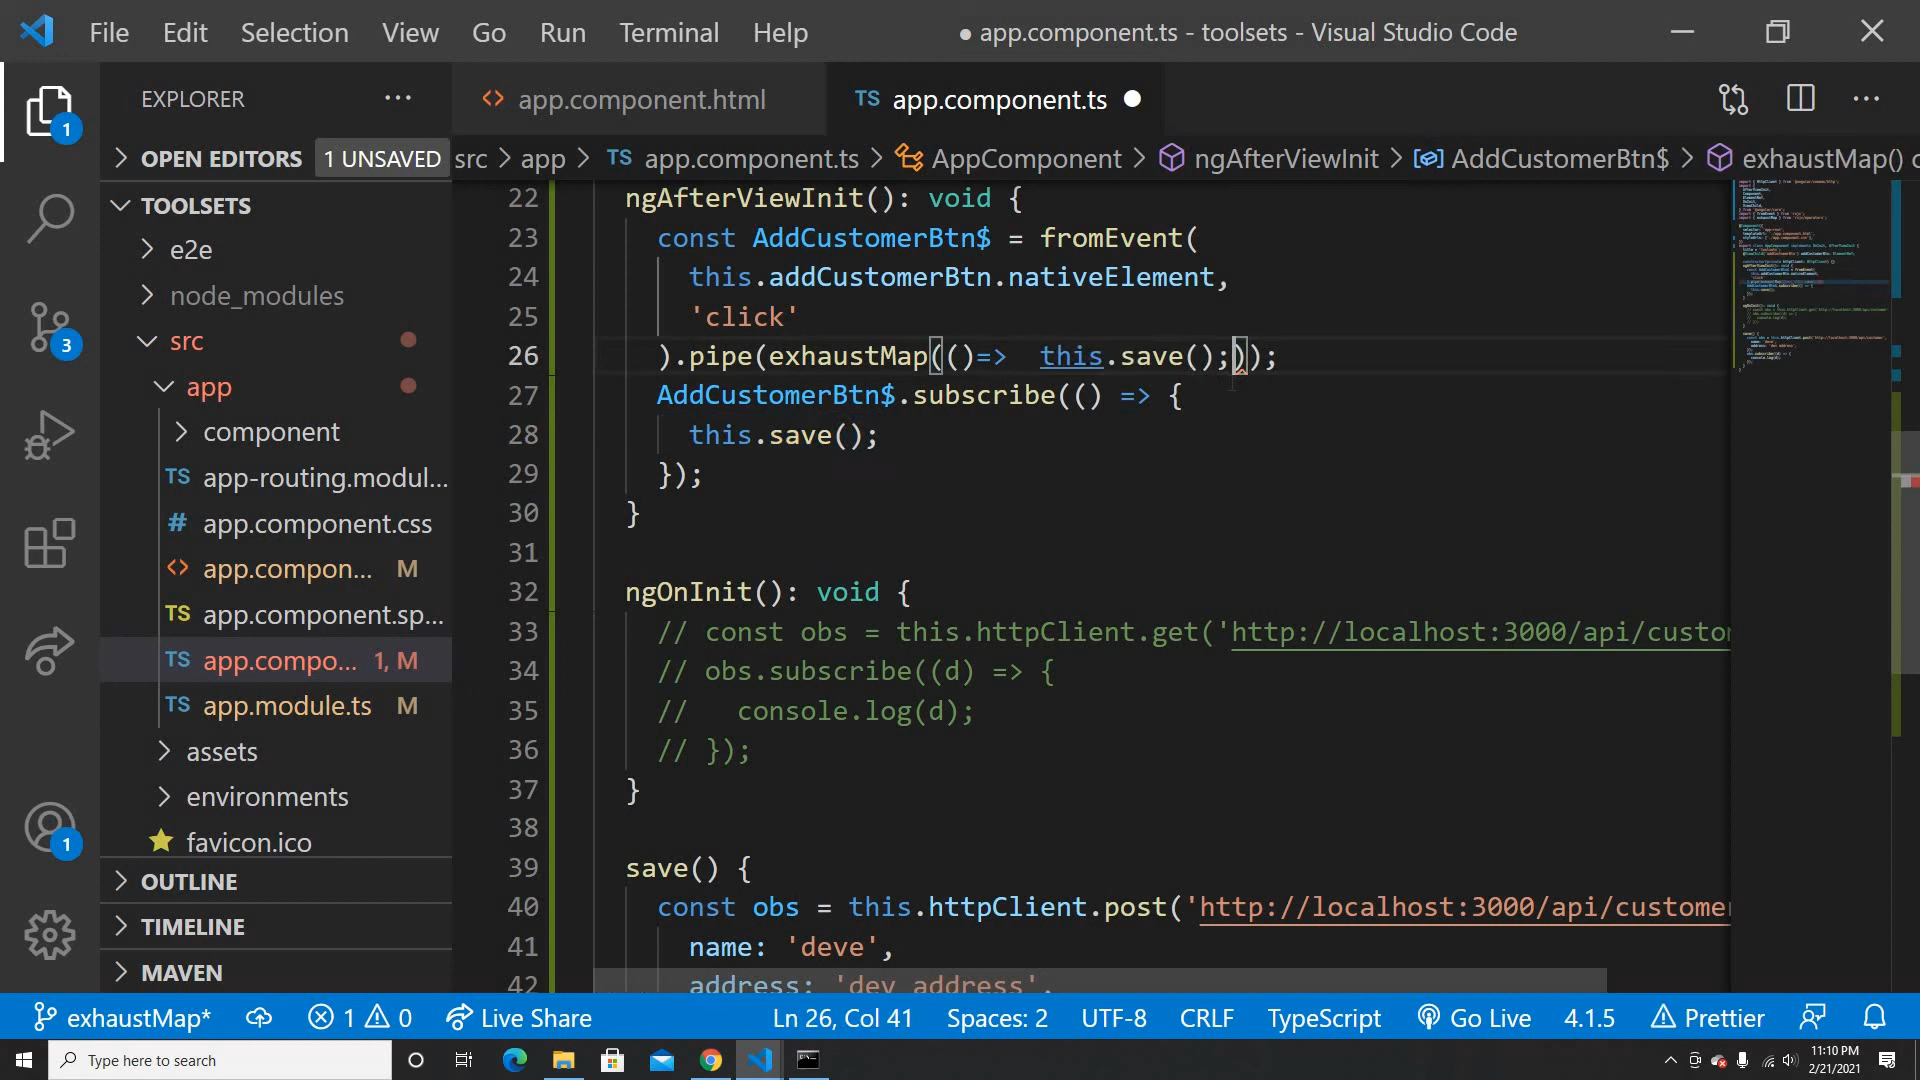 File Edit Selection View Go Run Terminal Help ● app.component.ts - toolsets - Visual Studio Code
EXPLORER ···
<> app.component.html TS app.component.ts ●
OPEN EDITORS 1 UNSAVED
src > app > TS app.component.ts > AppComponent > ngAfterViewInit > AddCustomerBtn$ > exhaustMap() c
TOOLSETS
e2e
node_modules
src
app
component
TS app-routing.modul...
# app.component.css
<> app.compon... M
TS app.component.sp...
TS app.compo... 1, M
TS app.module.ts M
assets
environments
favicon.ico
OUTLINE
TIMELINE
MAVEN
1
3
1
22 ngAfterViewInit(): void {
23 const AddCustomerBtn$ = fromEvent(
24 this.addCustomerBtn.nativeElement,
25 'click'
26 ).pipe(exhaustMap(()=>  this.save();));
27 AddCustomerBtn$.subscribe(() => {
28 this.save();
29 });
30 }
31
32 ngOnInit(): void {
33 // const obs = this.httpClient.get('http://localhost:3000/api/custo
34 // obs.subscribe((d) => {
35 //   console.log(d);
36 // });
37 }
38
39 save() {
40 const obs = this.httpClient.post('http://localhost:3000/api/custome
41 name: 'deve',
42 address: 'dev address',
exhaustMap* 1 0 Live Share Ln 26, Col 41 Spaces: 2 UTF-8 CRLF TypeScript Go Live 4.1.5 Prettier
Type here to search
11:10 PM
2/21/2021